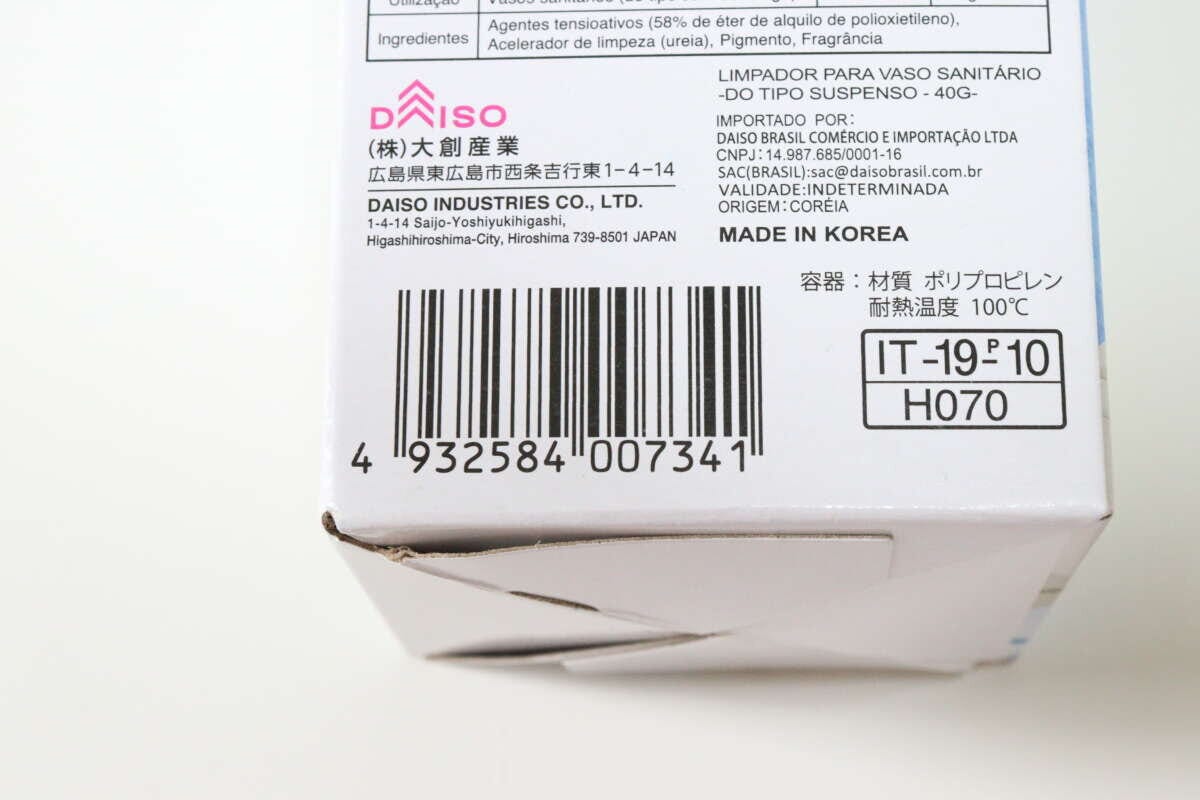 Utilização
Ingredientes
Agentes tensioativos (58% de éter de alquilo de polioxietileno),
Acelerador de limpeza (ureia), Pigmento, Fragrância
DAISO
(株)大創産業
広島県東広島市西条吉行東1-4-14
DAISO INDUSTRIES CO., LTD.
1-4-14 Saijo-Yoshiyukihigashi,
Higashihiroshima-City, Hiroshima 739-8501 JAPAN
LIMPADOR PARA VASO SANITÁRIO
-DO TIPO SUSPENSO - 40G-
IMPORTADO POR:
DAISO BRASIL COMÉRCIO E IMPORTAÇÃO LTDA
CNPJ: 14.987.685/0001-16
SAC(BRASIL):sac@daisobrasil.com.br
VALIDADE:INDETERMINADA
ORIGEM:CORÉIA
MADE IN KOREA
容器：材質 ポリプロピレン
耐熱温度 100℃
IT-19-P10
H070
4 932584 007341